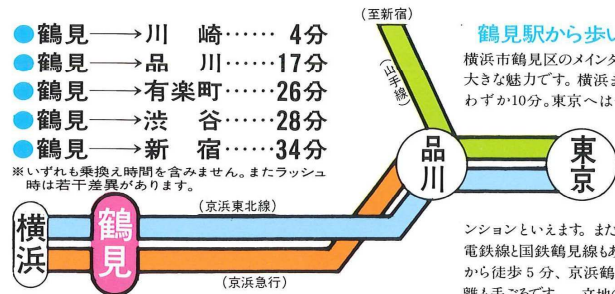 ●鶴見→川崎……4分
●鶴見→品川……17分
●鶴見→有楽町……26分
●鶴見→渋谷……28分
●鶴見→新宿……34分
※いずれも乗換え時間を含みません。またラッシュ
時は若干差異があります。
(至新宿)
(山手線)
品川
東京
(京浜東北線)
横浜
鶴見
(京浜急行)
鶴見駅から歩い
横浜市鶴見区のメインタ
大きな魅力です。横浜ま
わずか10分。東京へは
ンションといえます。また
電鉄線と国鉄鶴見線もあ
から徒歩5分、京浜鶴